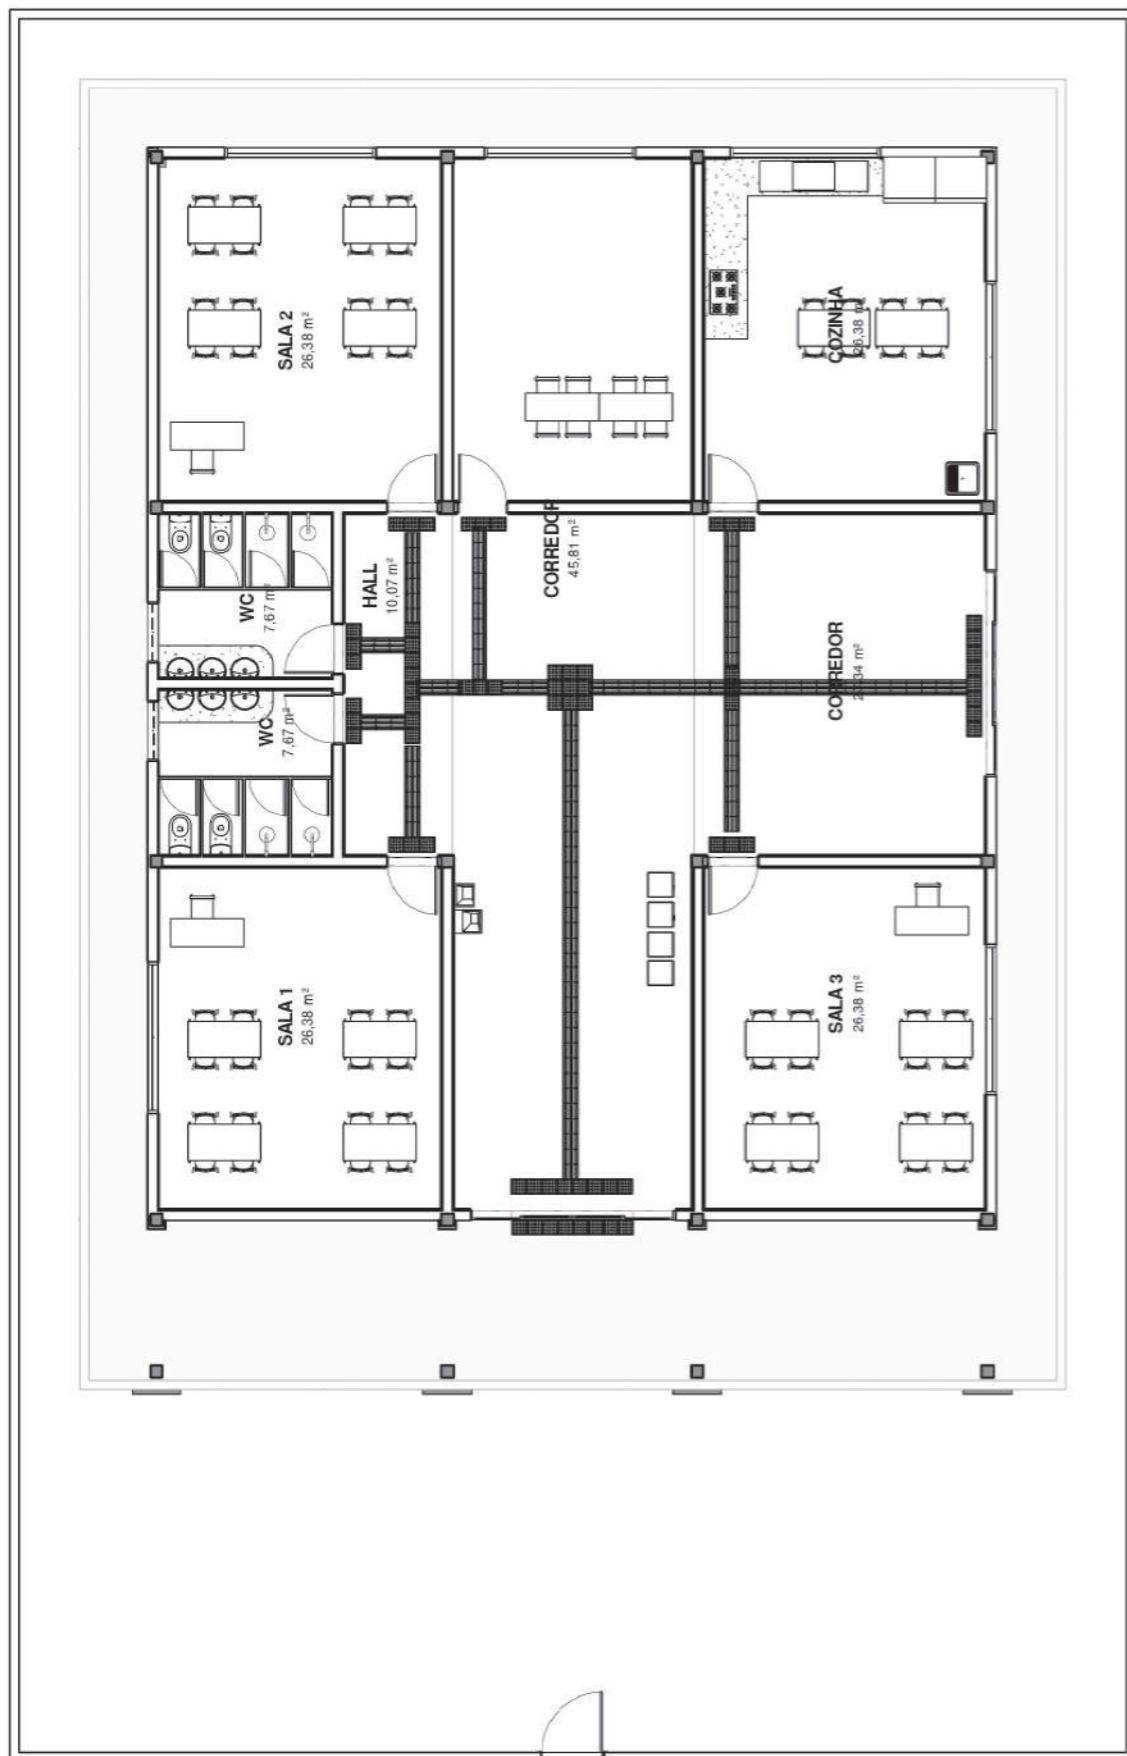 SALA 2
26,38 m²
COZINHA
26,38 m²
CORREDOR
45,81 m²
HALL
10,07 m²
WC
7,67 m²
CORREDOR
WC
7,67 m²
SALA 1
26,38 m²
SALA 3
26,38 m²